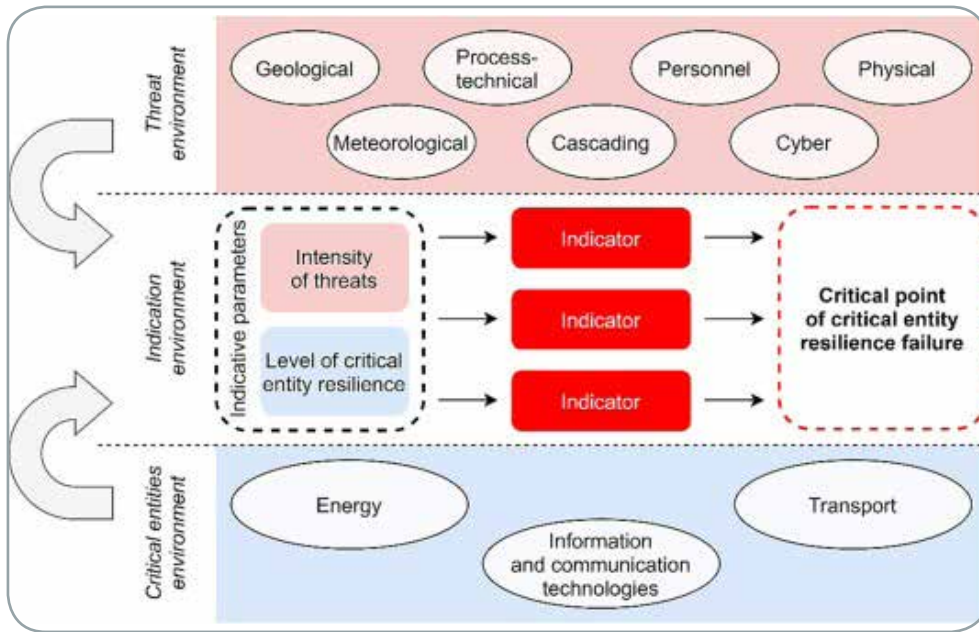 Threat
environment
Geological
Process-
technical
Personnel
Physical
Meteorological
Cascading
Cyber
Indication
environment
Indicative parameters
Intensity
of threats
Level of critical
entity resilience
Indicator
Indicator
Indicator
Critical point
of critical entity
resilience failure
Critical entities
environment
Energy
Information
and communication
technologies
Transport